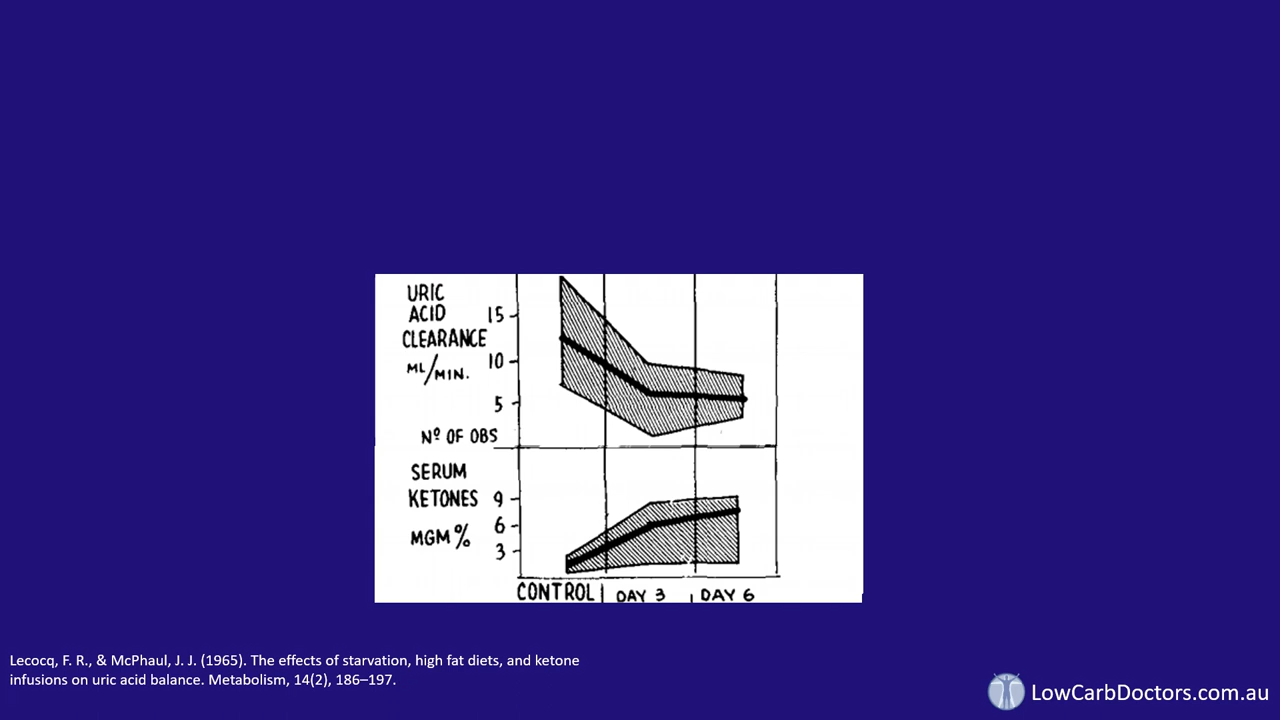 URIC
ACID
CLEARANCE
ML/MIN.
15
10
5
Nº OF OBS
SERUM
KETONES
MGM %
9
6
3
CONTROL DAY 3 DAY 6
Lecocq, F. R., & McPhaul, J. J. (1965). The effects of starvation, high fat diets, and ketone
infusions on uric acid balance. Metabolism, 14(2), 186–197.
LowCarbDoctors.com.au